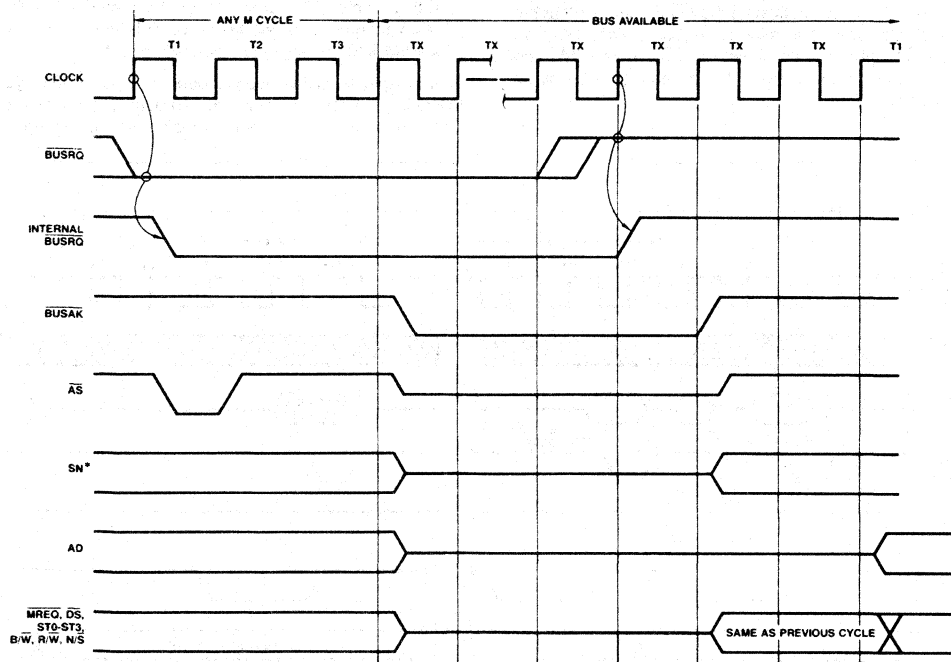 ANY M CYCLE
BUS AVAILABLE
T1 T2 T3 TX TX TX TX TX TX T1
CLOCK
BUSRQ
INTERNAL
BUSRQ
BUSAK
AS
SN*
AD
MREQ, DS,
ST0-ST3,
B/W, R/W, N/S
SAME AS PREVIOUS CYCLE